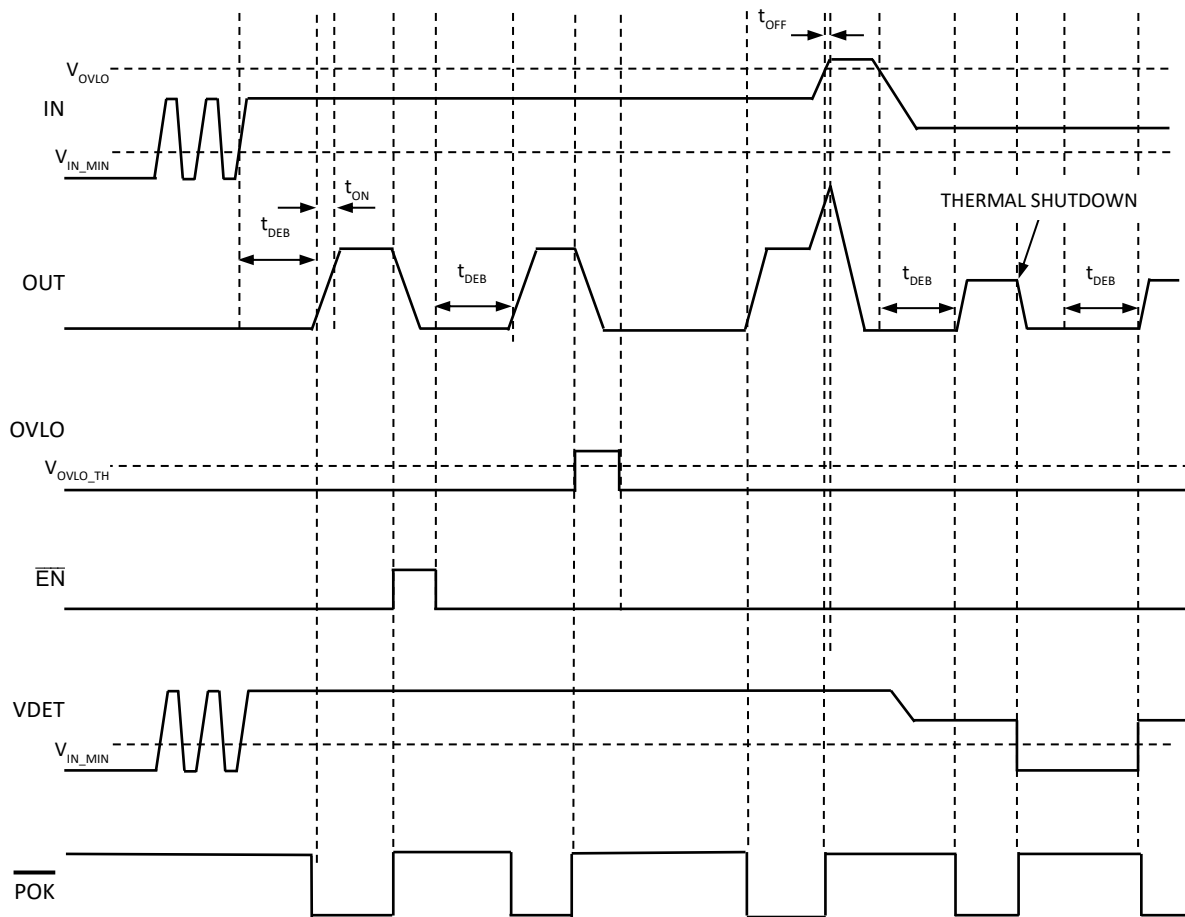 tOFF
VOVLO
IN
VIN_MIN
tON
THERMAL SHUTDOWN
tDEB
tDEB
tDEB
tDEB
OUT
OVLO
VOVLO_TH
EN
VDET
VIN_MIN
POK